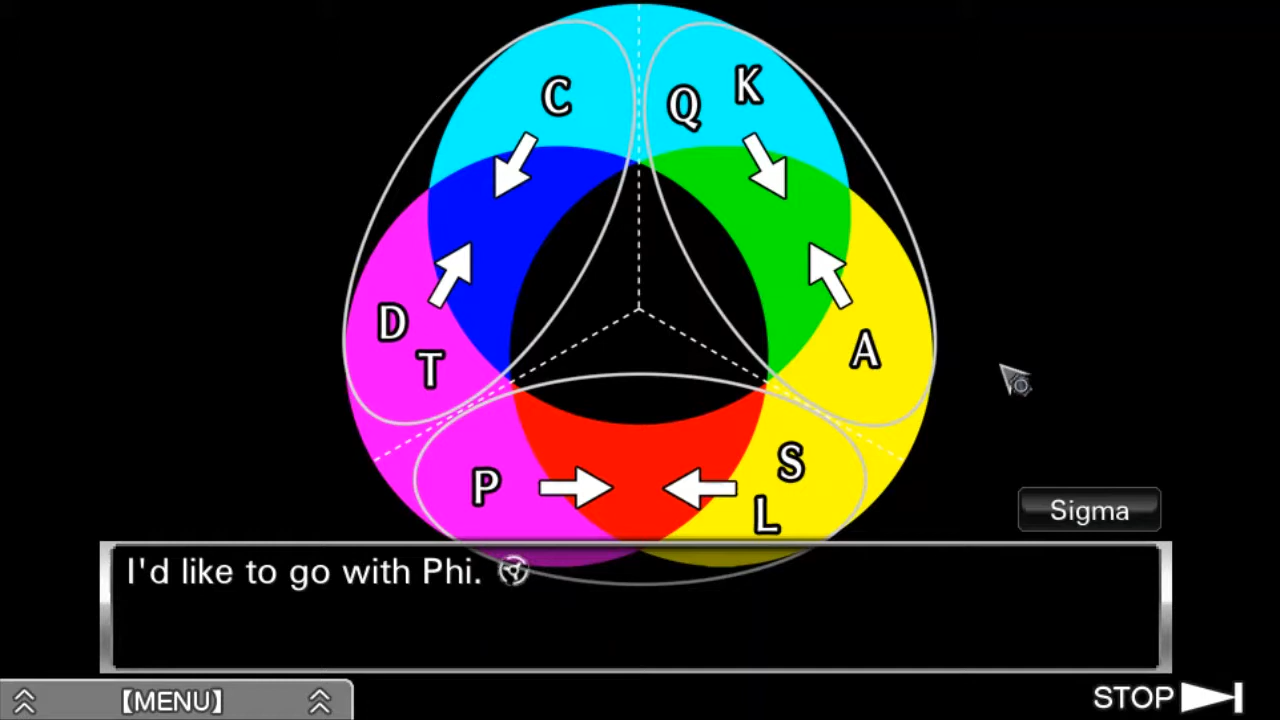 C
Q K
D
T
A
P
S
L
Sigma
I'd like to go with Phi.
【MENU】
STOP